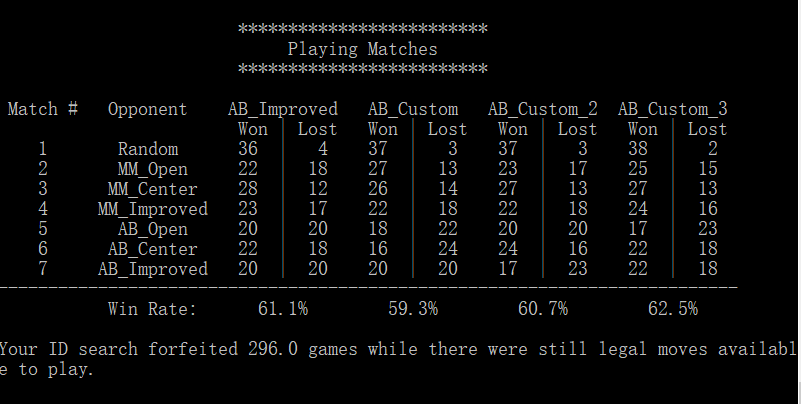 *************************
Playing Matches
*************************
Match # Opponent AB_Improved AB_Custom AB_Custom_2 AB_Custom_3
Won | Lost Won | Lost Won | Lost Won | Lost
1 Random 36 | 4 37 | 3 37 | 3 38 | 2
2 MM_Open 22 | 18 27 | 13 23 | 17 25 | 15
3 MM_Center 28 | 12 26 | 14 27 | 13 27 | 13
4 MM_Improved 23 | 17 22 | 18 22 | 18 24 | 16
5 AB_Open 20 | 20 18 | 22 20 | 20 17 | 23
6 AB_Center 22 | 18 16 | 24 24 | 16 22 | 18
7 AB_Improved 20 | 20 20 | 20 17 | 23 22 | 18
--------------------------------------------------------------------------
Win Rate: 61.1% 59.3% 60.7% 62.5%
Your ID search forfeited 296.0 games while there were still legal moves availabl
e to play.